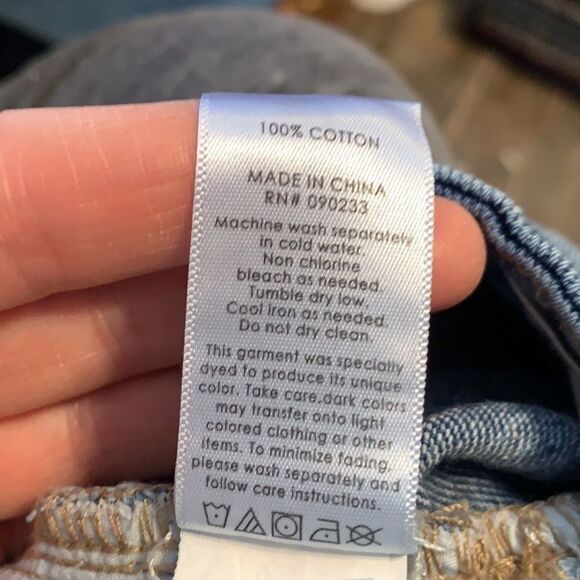 100% COTTON
MADE IN CHINA
RN# 090233
Machine wash separately
in cold water.
Non chlorine
bleach as needed.
Tumble dry low.
Cool iron as needed.
Do not dry clean.
This garment was specially
dyed to produce its unique
color. Take care,dark colors
may transfer onto light
colored clothing or other
items. To minimize fading,
please wash separately and
follow care instructions.